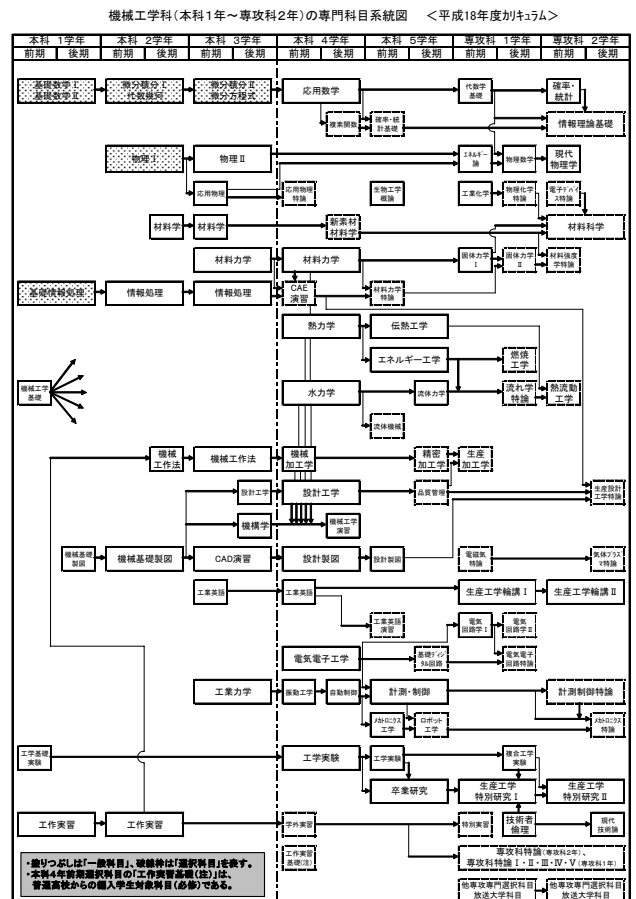 機械工学科（本科１年～専攻科２年）の専門科目系統図　＜平成18年度カリキュラム＞
本科 １学年 本科 ２学年 本科 ３学年 本科 ４学年 本科 ５学年 専攻科 １学年 専攻科 ２学年
前期 後期 前期 後期 前期 後期 前期 後期 前期 後期 前期 後期 前期 後期
基礎数学Ⅰ
基礎数学Ⅱ
微分積分Ⅰ
代数幾何
微分積分Ⅱ
微分方程式
応用数学
代数学
基礎
確率・
統計
複素関数
確率・統
計基礎
情報理論基礎
物理Ⅰ
物理Ⅱ
エネルギー
論
物理数学
現代
物理学
応用物理
応用物理
特論
生物工学
概論
工業化学
物理化学
特論
電子デバイ
ス特論
材料学
材料学
新素材
材料学
材料科学
材料力学
材料力学
固体力学
Ⅰ
固体力学
Ⅱ
材料強度
学特論
基礎情報処理
情報処理
情報処理
CAE
演習
材料力学
特論
熱力学
伝熱工学
エネルギー工学
燃焼
工学
機械工学
基礎
水力学
流体力学
流れ学
特論
熱流動
工学
流体機械
機械
工作法
機械工作法
機械
加工学
精密
加工学
生産
加工学
設計工学
設計工学
品質管理
生産設計
工学特論
機構学
機械工学
演習
機械基礎
製図
機械基礎製図
CAD演習
設計製図
設計製図
電磁気
特論
気体プラズ
マ特論
工業英語
工業英語
生産工学輪講Ⅰ
生産工学輪講Ⅱ
工業英語
演習
電気
回路学Ⅰ
電気
回路学Ⅱ
電気電子工学
基礎ディジ
タル回路
電気電子
回路特論
工業力学
振動工学
自動制御
計測・制御
計測制御特論
メカトロニクス
工学
ロボット
工学
メカトロニクス
特論
工学基礎
実験
工学実験
工学実験
複合工学
実験
卒業研究
生産工学
特別研究Ⅰ
生産工学
特別研究Ⅱ
工作実習
工作実習
学外実習
特別実習
技術者
倫理
現代
技術論
工作実習
基礎(注)
専攻科特論（専攻科２年）、
専攻科特論Ⅰ・Ⅱ・Ⅲ・Ⅳ・Ⅴ（専攻科１年）
・塗りつぶしは「一般科目」、破線枠は「選択科目」を表す。
・本科４年前期選択科目の「工作実習基礎（注）」は、
普通高校からの編入学生対象科目（必修）である。
他専攻専門選択科目
放送大学科目
他専攻専門選択科目
放送大学科目